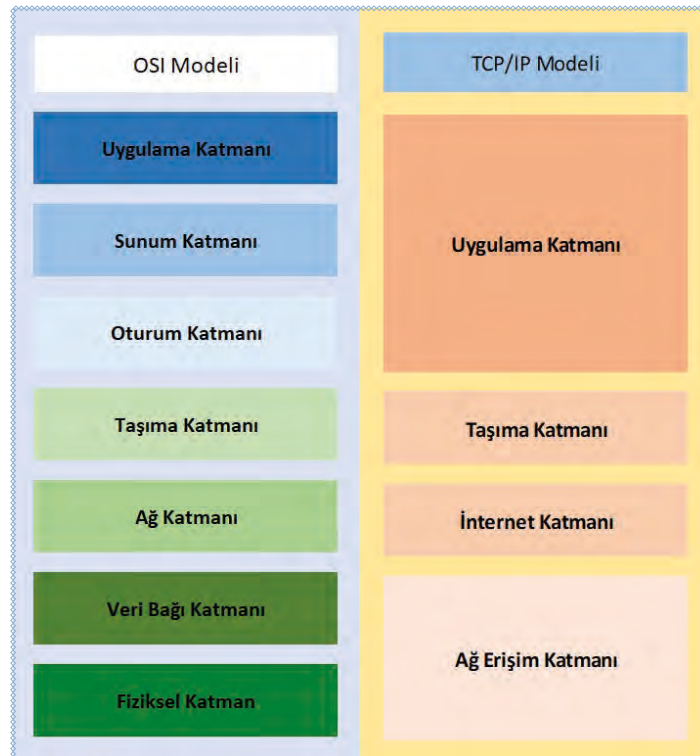 OSI Modeli
Uygulama Katmanı
Sunum Katmanı
Oturum Katmanı
Taşıma Katmanı
Ağ Katmanı
Veri Bağı Katmanı
Fiziksel Katman
TCP/IP Modeli
Uygulama Katmanı
Taşıma Katmanı
İnternet Katmanı
Ağ Erişim Katmanı